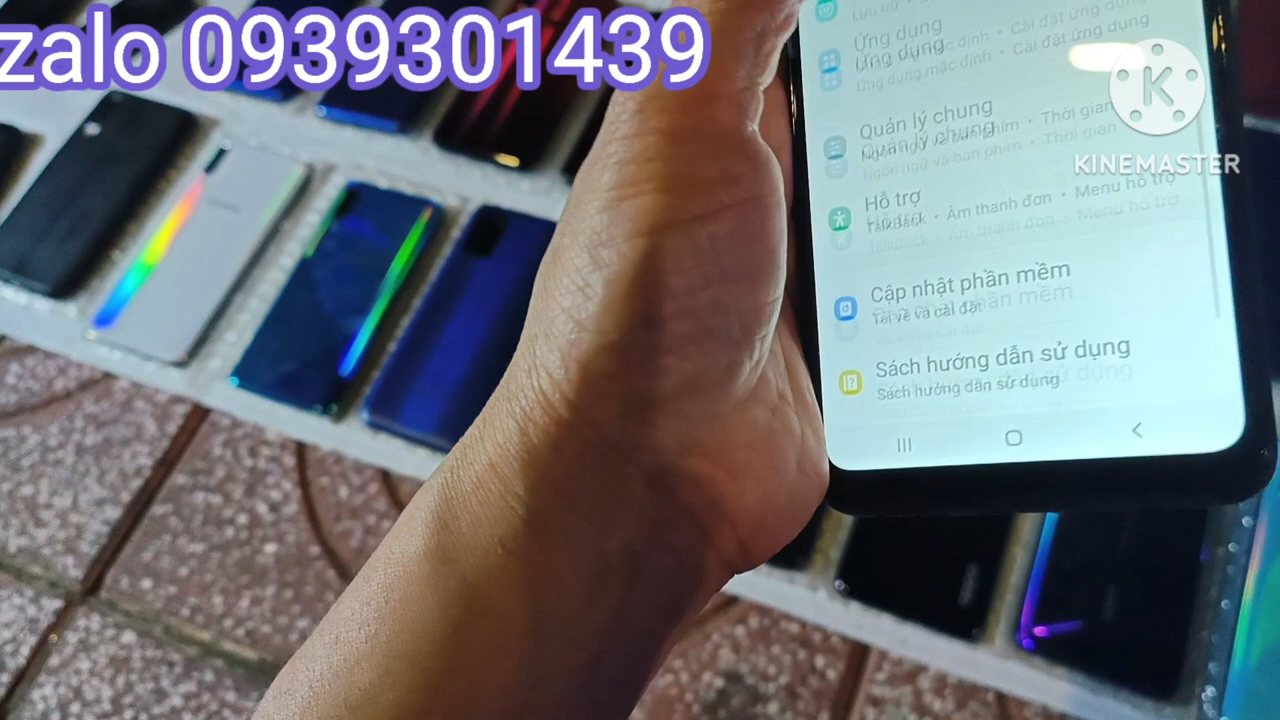 zalo 0939301439
Ứng dụng
Ứng dụng mặc định • Cài đặt ứng dụng
Quản lý chung
Ngôn ngữ và bàn phím • Thời gian
Hỗ trợ
TalkBack • Âm thanh đơn • Menu hỗ trợ
Cập nhật phần mềm
Tải về và cài đặt
Sách hướng dẫn sử dụng
Sách hướng dẫn sử dụng
K
KINEMASTER